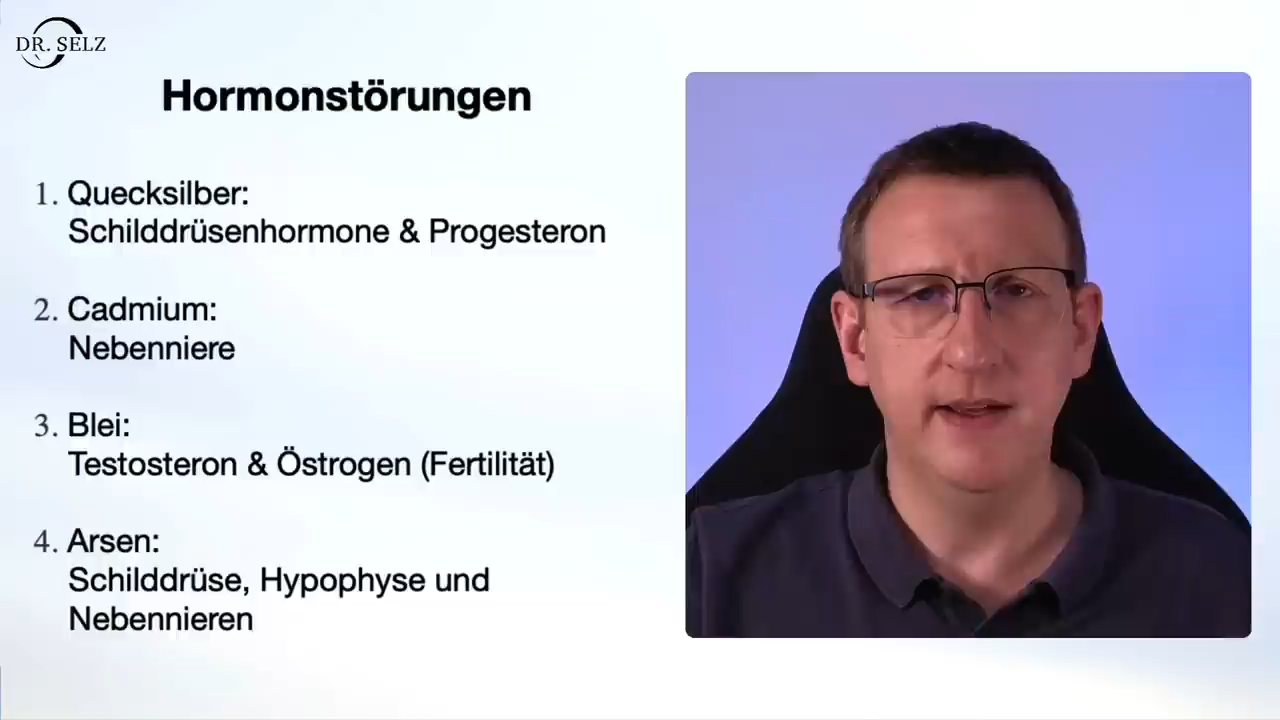 DR. SELZ
Hormonstörungen
1. Quecksilber:
Schilddrüsenhormone & Progesteron
2. Cadmium:
Nebenniere
3. Blei:
Testosteron & Östrogen (Fertilität)
4. Arsen:
Schilddrüse, Hypophyse und
Nebennieren